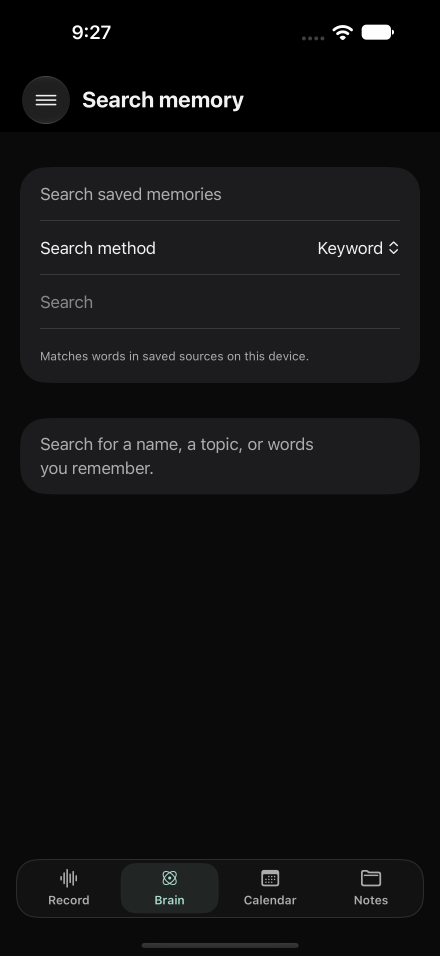 9:27
Search memory
Search saved memories
Search method Keyword
Search
Matches words in saved sources on this device.
Search for a name, a topic, or words
you remember.
Record Brain Calendar Notes